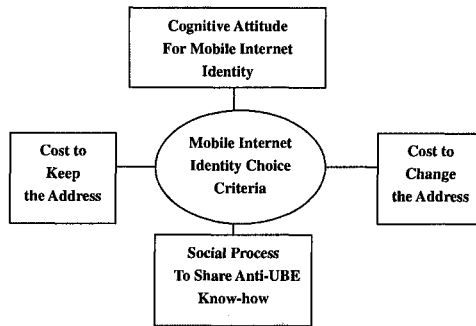 Cognitive Attitude
For Mobile Internet
Identity
Cost to
Keep
the Address
Mobile Internet
Identity Choice
Criteria
Cost to
Change
the Address
Social Process
To Share Anti-UBE
Know-how